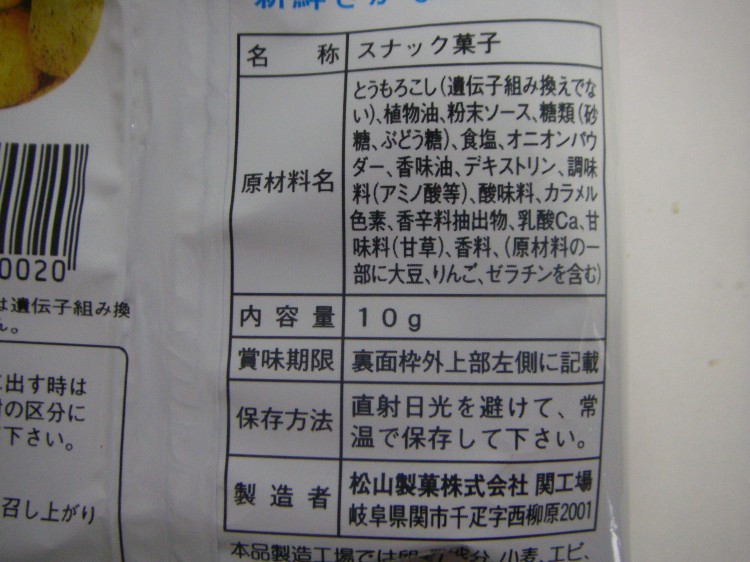 名称 スナック菓子
原材料名
とうもろこし(遺伝子組み換えでな
い)、植物油、粉末ソース、糖類(砂
糖、ぶどう糖)、食塩、オニオンパウ
ダー、香味油、デキストリン、調味
料(アミノ酸等)、酸味料、カラメル
色素、香辛料抽出物、乳酸Ca、甘
味料(甘草)、香料、(原材料の一
部に大豆、りんご、ゼラチンを含む)
内容量 10g
賞味期限 裏面枠外上部左側に記載
保存方法
直射日光を避けて、常
温で保存して下さい。
製造者
松山製菓株式会社 関工場
岐阜県関市千疋字西柳原2001
本品製造工場では
小麦、エビ、
0020
は遺伝子組み換
ん。
に出す時は
の区分に
下さい。
召し上がり